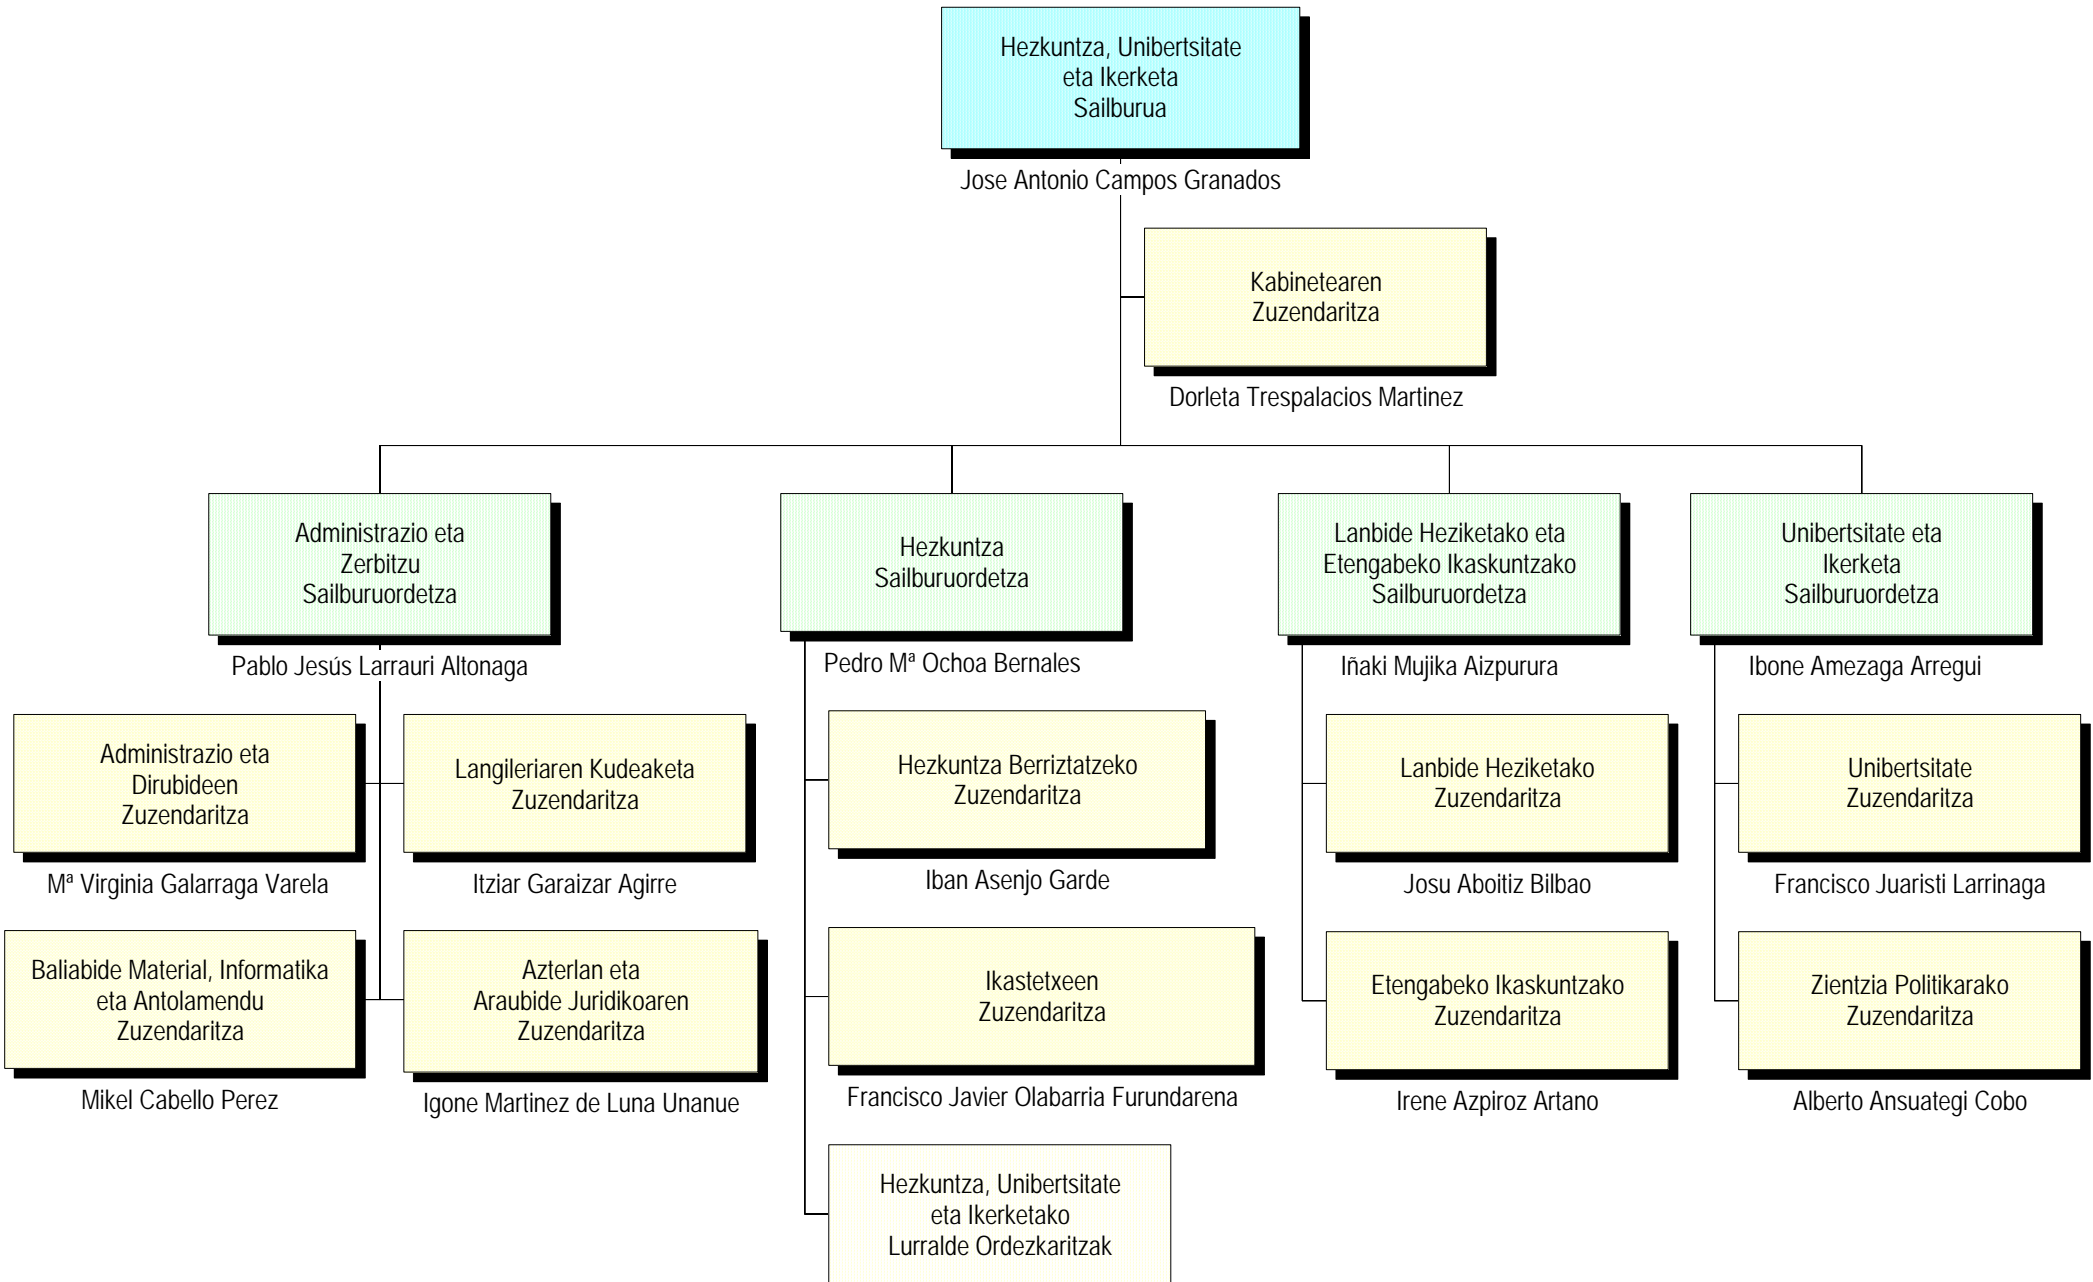 Hezkuntza, Unibertsitate
eta Ikerketa
Sailburua
Jose Antonio Campos Granados
Kabinetearen
Zuzendaritza
Dorleta Trespalacios Martinez
Administrazio eta
Zerbitzu
Sailburuordetza
Pablo Jesús Larrauri Altonaga
Administrazio eta
Dirubideen
Zuzendaritza
Mª Virginia Galarraga Varela
Langileriaren Kudeaketa
Zuzendaritza
Itziar Garaizar Agirre
Baliabide Material, Informatika
eta Antolamendu
Zuzendaritza
Mikel Cabello Perez
Azterlan eta
Araubide Juridikoaren
Zuzendaritza
Igone Martinez de Luna Unanue
Hezkuntza
Sailburuordetza
Pedro Mª Ochoa Bernales
Hezkuntza Berriztatzeko
Zuzendaritza
Iban Asenjo Garde
Ikastetxeen
Zuzendaritza
Francisco Javier Olabarria Furundarena
Hezkuntza, Unibertsitate
eta Ikerketako
Lurralde Ordezkaritzak
Lanbide Heziketako eta
Etengabeko Ikaskuntzako
Sailburuordetza
Iñaki Mujika Aizpurura
Lanbide Heziketako
Zuzendaritza
Josu Aboitiz Bilbao
Etengabeko Ikaskuntzako
Zuzendaritza
Irene Azpiroz Artano
Unibertsitate eta
Ikerketa
Sailburuordetza
Ibone Amezaga Arregui
Unibertsitate
Zuzendaritza
Francisco Juaristi Larrinaga
Zientzia Politikarako
Zuzendaritza
Alberto Ansuategi Cobo